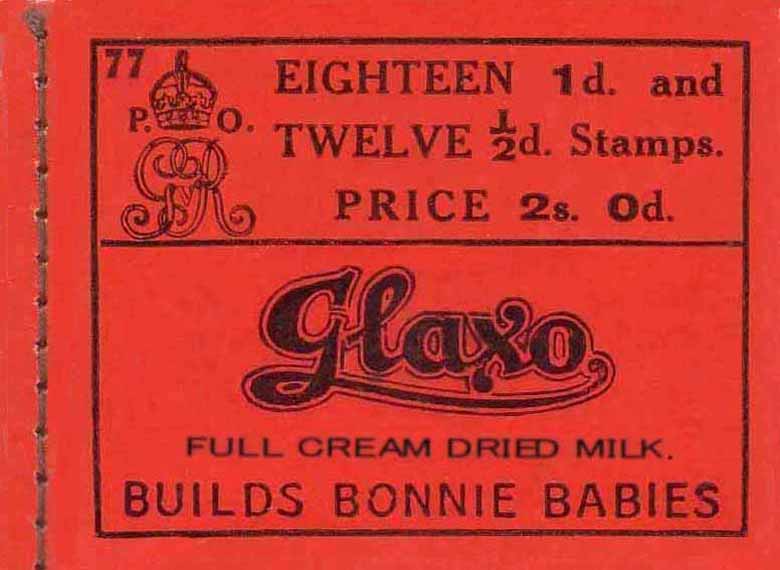 77
P. O.
GvR
EIGHTEEN 1d. and
TWELVE ½d. Stamps.
PRICE 2s. 0d.
Glaxo
FULL CREAM DRIED MILK.
BUILDS BONNIE BABIES